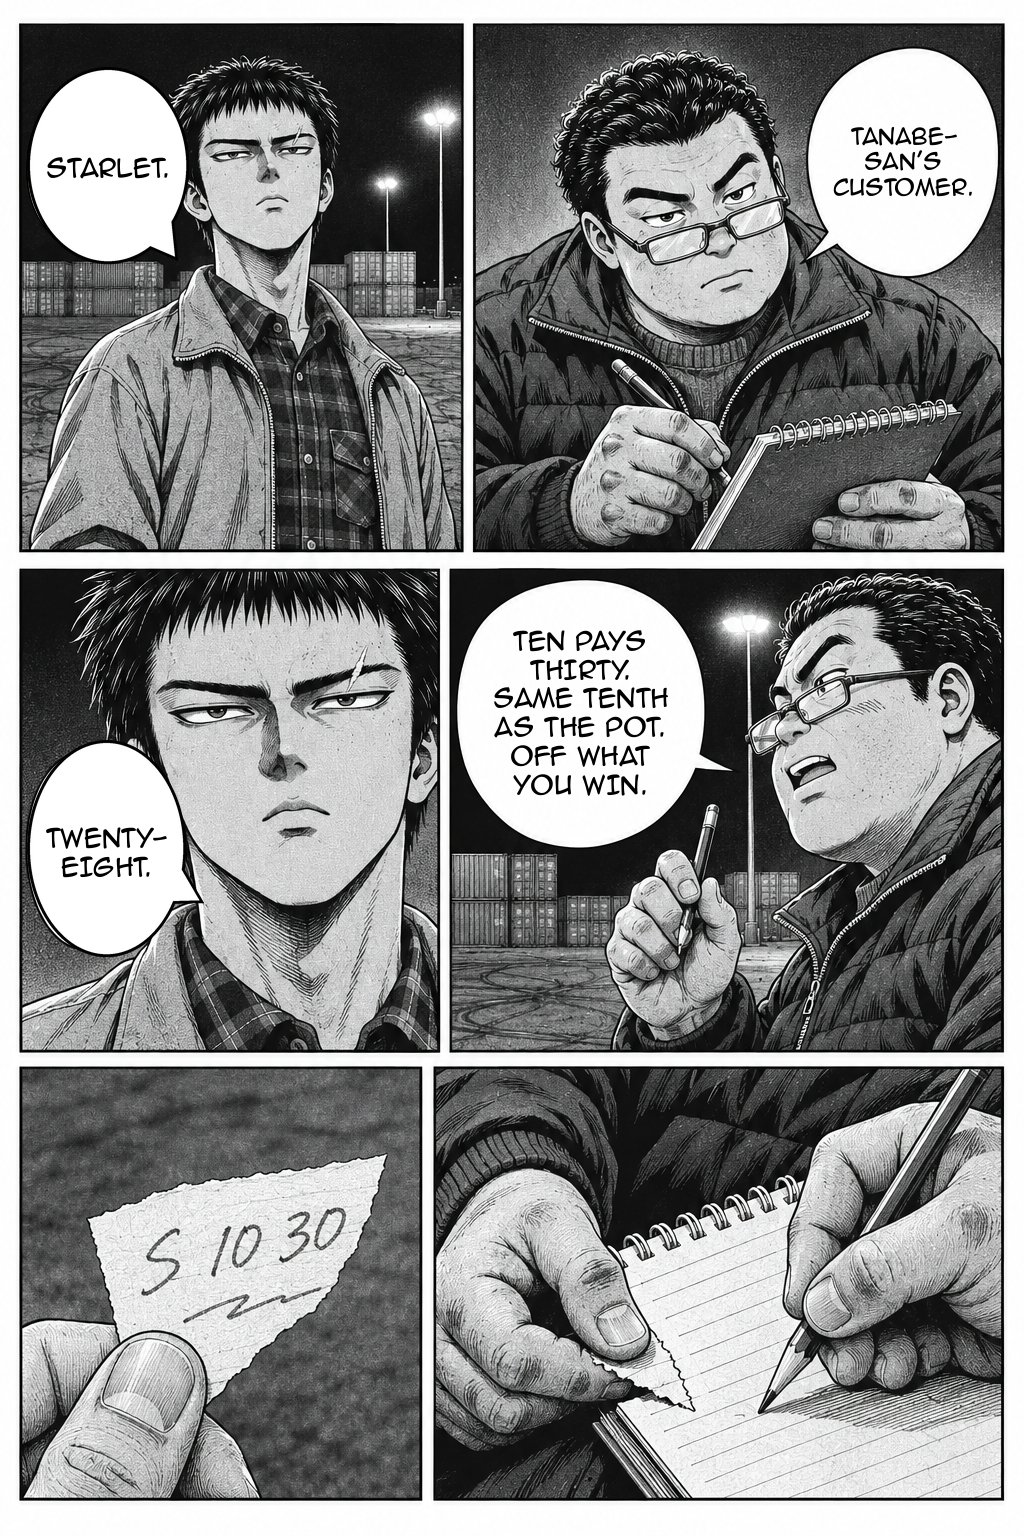 STARLET.
TANABE-
SAN'S
CUSTOMER.
TWENTY-
EIGHT.
TEN PAYS
THIRTY.
SAME TENTH
AS THE POT.
OFF WHAT
YOU WIN.
S 10 30